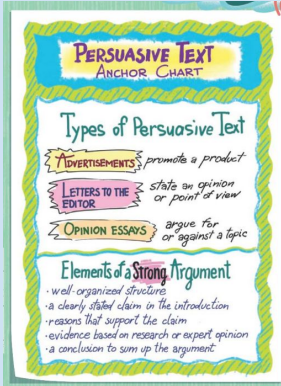 PERSUASIVE TEXT
ANCHOR CHART
Types of Persuasive Text
ADVERTISEMENTS promote a product
LETTERS TO THE
EDITOR
state an opinion
or point of view
OPINION ESSAYS
argue for
or against a topic
Elements of a Strong Argument
• well-organized structure
• a clearly stated claim in the introduction
• reasons that support the claim
• evidence based on research or expert opinion
• a conclusion to sum up the argument